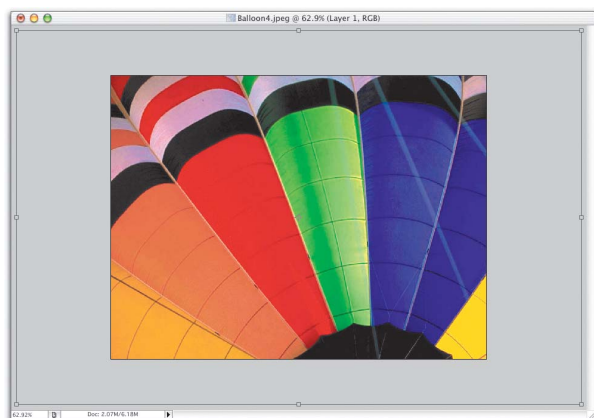 Balloon4.jpeg @ 62.9% (Layer 1, RGB)
62.92%
Doc: 2.07M/6.18M